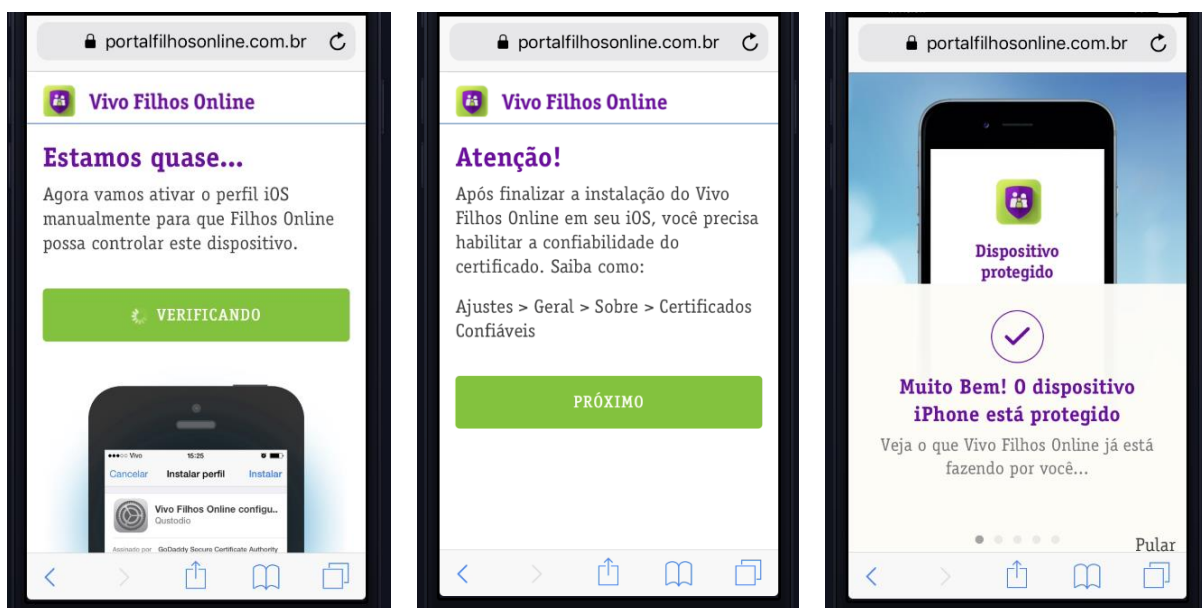 portalfilhosonline.com.br
Vivo Filhos Online
Estamos quase...
Agora vamos ativar o perfil iOS
manualmente para que Filhos Online
possa controlar este dispositivo.
VERIFICANDO
Vivo 15:25
Cancelar Instalar perfil Instalar
Vivo Filhos Online configu..
Qustodio
Assinado por GoDaddy Secure Certificate Authority
portalfilhosonline.com.br
Vivo Filhos Online
Atenção!
Após finalizar a instalação do Vivo
Filhos Online em seu iOS, você precisa
habilitar a confiabilidade do
certificado. Saiba como:
Ajustes > Geral > Sobre > Certificados
Confiáveis
PRÓXIMO
portalfilhosonline.com.br
Dispositivo
protegido
Muito Bem! O dispositivo
iPhone está protegido
Veja o que Vivo Filhos Online já está
fazendo por você...
Pular